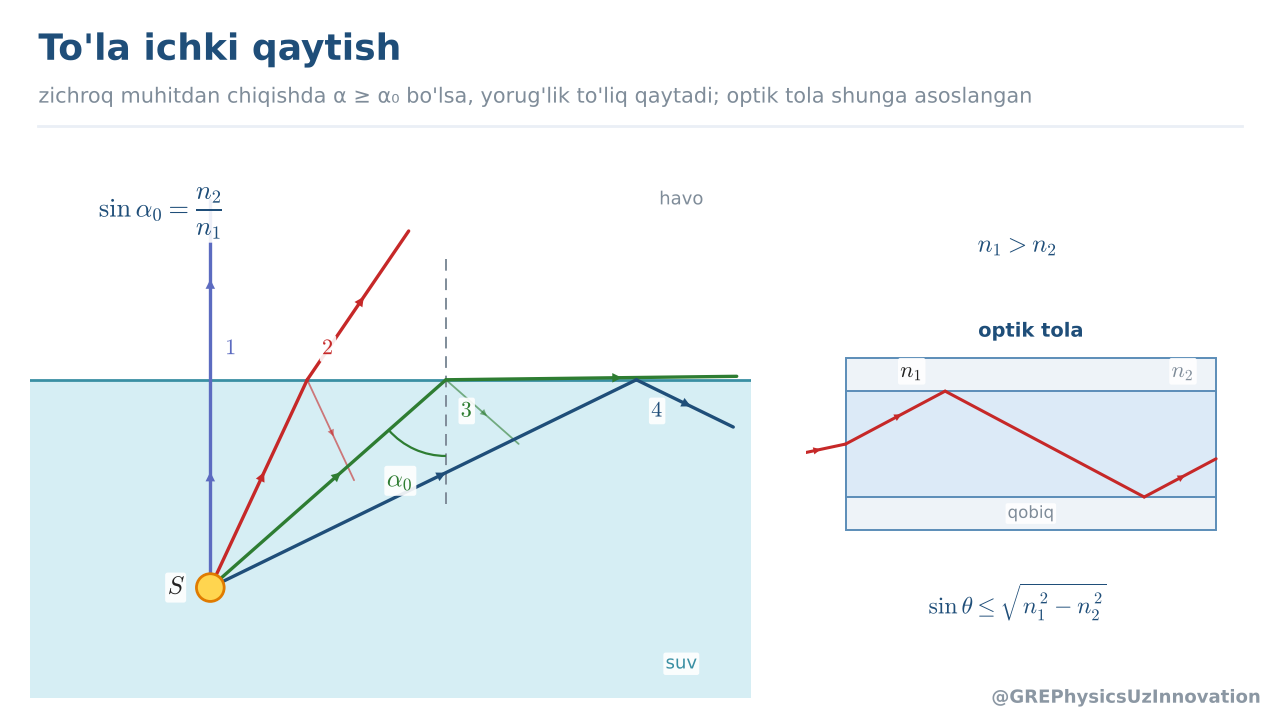 To'la ichki qaytish
zichroq muhitdan chiqishda α ≥ α₀ bo'lsa, yorug'lik to'liq qaytadi; optik tola shunga asoslangan
sin α₀ = n₂/n₁
havo
n₁ > n₂
1
2
optik tola
n₁
n₂
3
4
α₀
qobiq
S
sin θ ≤ √(n₁² − n₂²)
suv
@GREPhysicsUzInnovation